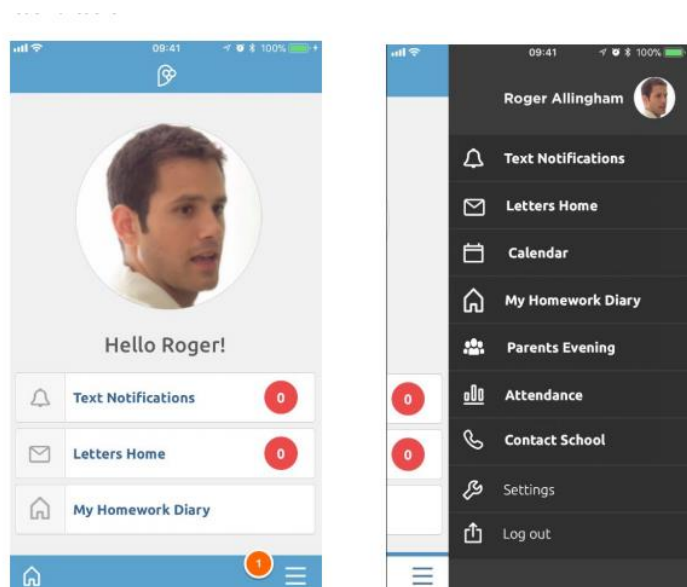 09:41
100%
Hello Roger!
Text Notifications
0
Letters Home
0
My Homework Diary
1
09:41
100%
Roger Allingham
Text Notifications
Letters Home
Calendar
My Homework Diary
Parents Evening
Attendance
Contact School
Settings
Log out
0
0